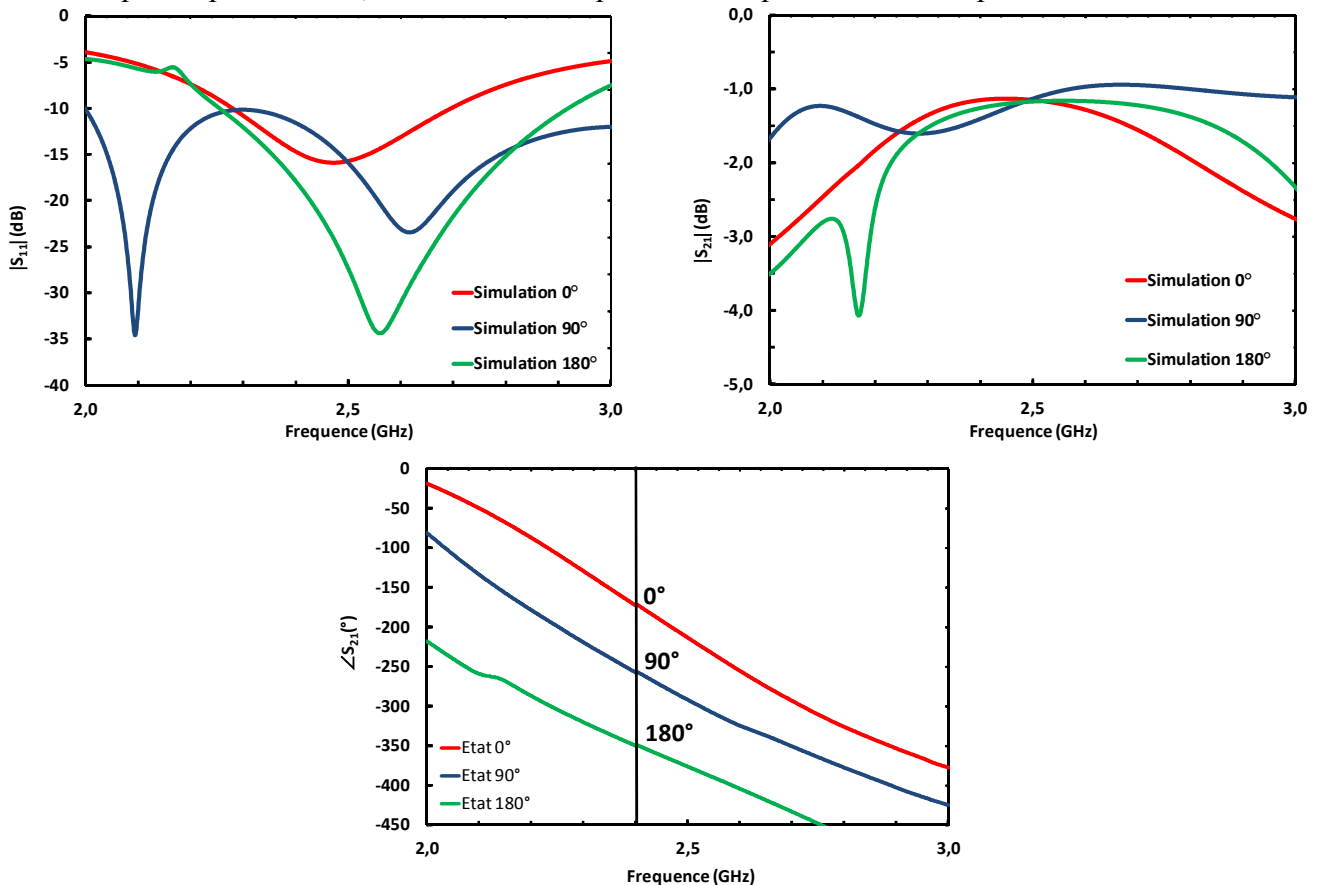 0
-5
-10
-15
-20
-25
-30
-35
-40
2,0
2,5
3,0
Frequence (GHz)
|S11| (dB)
Simulation 0°
Simulation 90°
Simulation 180°
0,0
-1,0
-2,0
-3,0
-4,0
-5,0
2,0
2,5
3,0
Frequence (GHz)
|S21| (dB)
Simulation 0°
Simulation 90°
Simulation 180°
0
-50
-100
-150
-200
-250
-300
-350
-400
-450
2,0
2,5
3,0
Frequence (GHz)
∠S21(°)
0°
90°
180°
Etat 0°
Etat 90°
Etat 180°